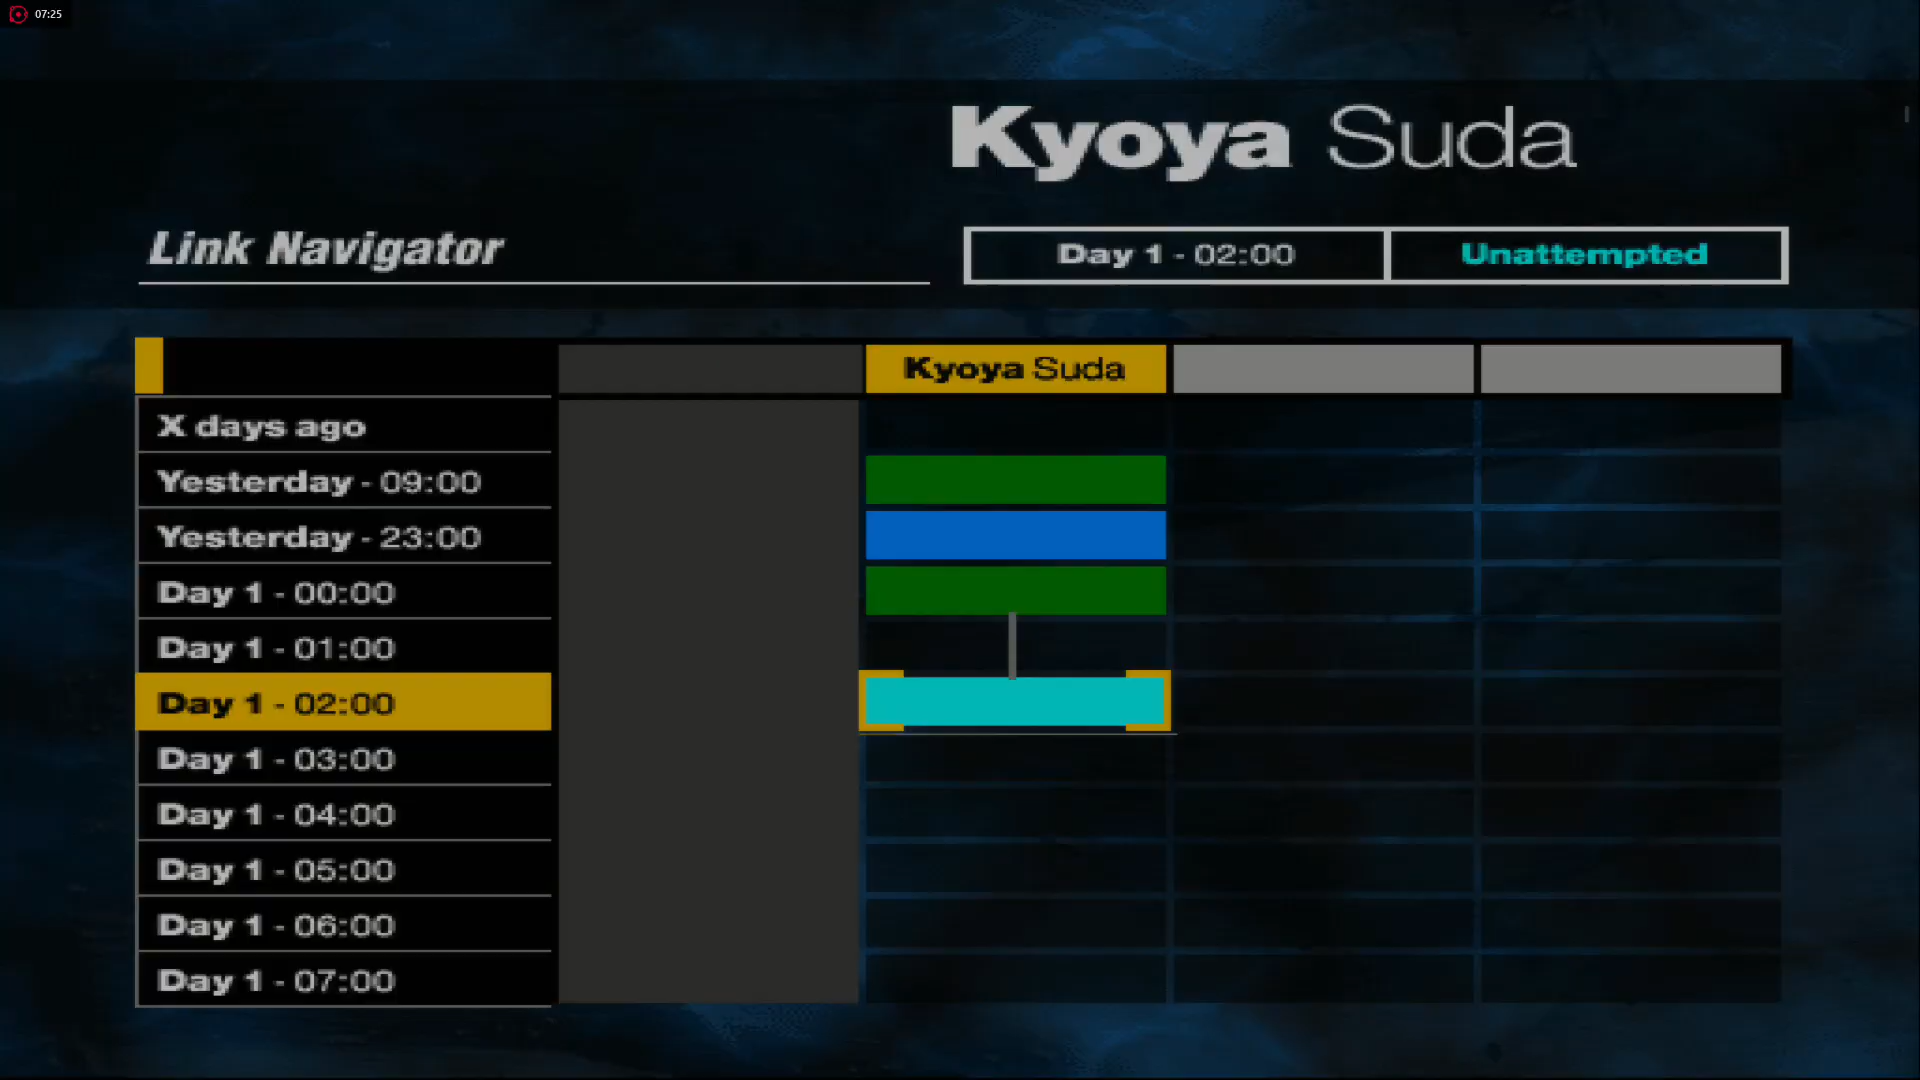 07:25
Kyoya Suda
Link Navigator
Day 1 - 02:00
Unattempted
Kyoya Suda
X days ago
Yesterday - 09:00
Yesterday - 23:00
Day 1 - 00:00
Day 1 - 01:00
Day 1 - 02:00
Day 1 - 03:00
Day 1 - 04:00
Day 1 - 05:00
Day 1 - 06:00
Day 1 - 07:00